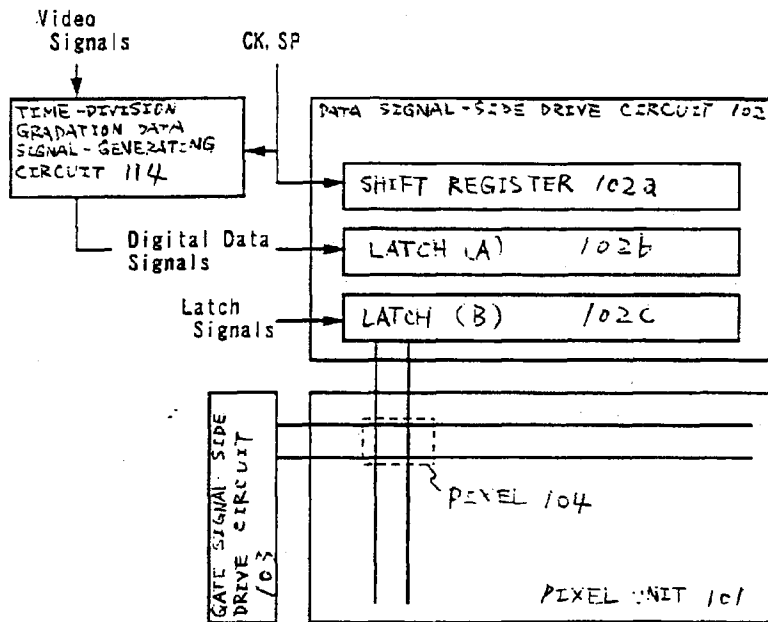 Video
Signals
CK, SP
TIME-DIVISION
GRADATION DATA
SIGNAL-GENERATING
CIRCUIT 114
DATA SIGNAL-SIDE DRIVE CIRCUIT 102
SHIFT REGISTER 102a
Digital Data
Signals
LATCH (A) 102b
Latch
Signals
LATCH (B) 102c
GATE SIGNAL SIDE
DRIVE CIRCUIT
103
PIXEL 104
PIXEL UNIT 101